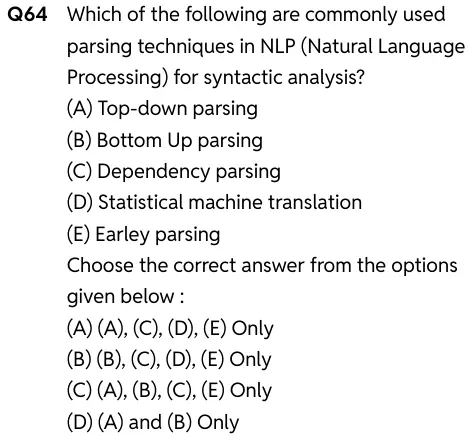 Q64 Which of the following are commonly used
parsing techniques in NLP (Natural Language
Processing) for syntactic analysis?
(A) Top-down parsing
(B) Bottom Up parsing
(C) Dependency parsing
(D) Statistical machine translation
(E) Earley parsing
Choose the correct answer from the options
given below :
(A) (A), (C), (D), (E) Only
(B) (B), (C), (D), (E) Only
(C) (A), (B), (C), (E) Only
(D) (A) and (B) Only